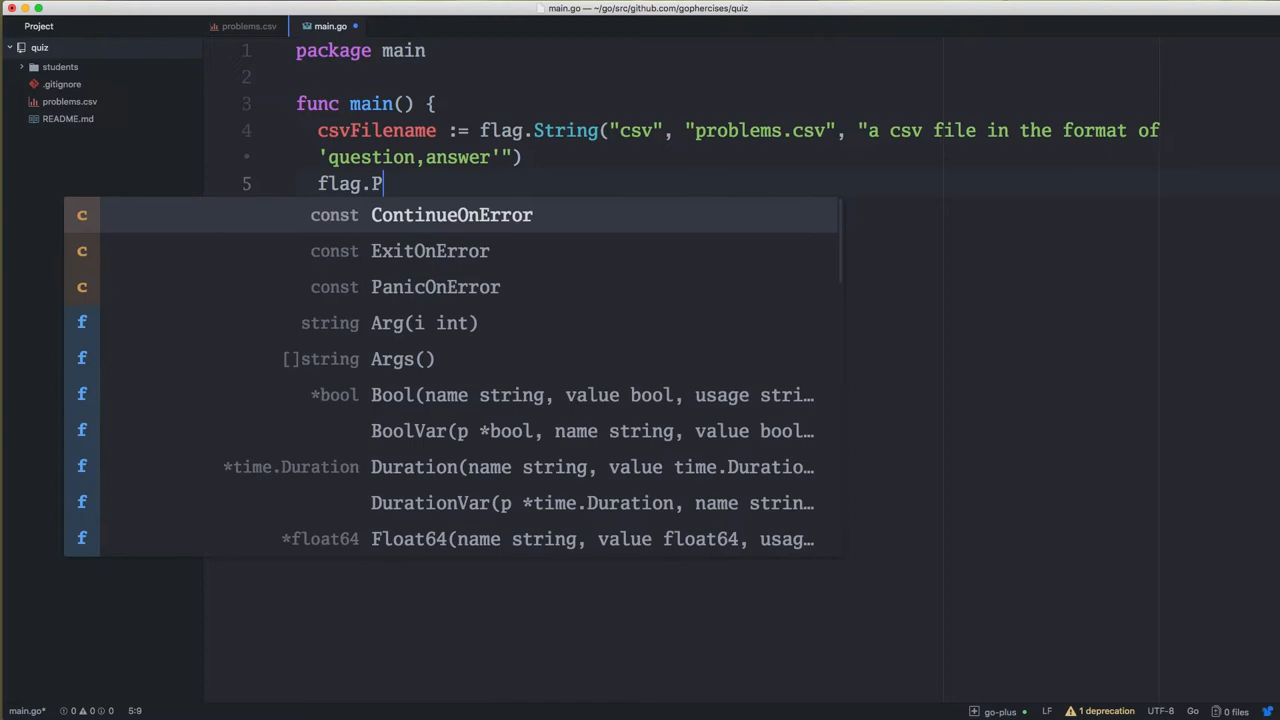 main.go — ~/go/src/github.com/gophercises/quiz
Project
problems.csv
main.go
quiz
students
.gitignore
problems.csv
README.md
1 package main
2
3 func main() {
4 csvFilename := flag.String("csv", "problems.csv", "a csv file in the format of
• 'question,answer'")
5 flag.P
c const ContinueOnError
c const ExitOnError
c const PanicOnError
f string Arg(i int)
f []string Args()
f *bool Bool(name string, value bool, usage stri…
f BoolVar(p *bool, name string, value bool…
f *time.Duration Duration(name string, value time.Duratio…
f DurationVar(p *time.Duration, name strin…
f *float64 Float64(name string, value float64, usag…
main.go* 0 0 0 5:9
go-plus LF 1 deprecation UTF-8 Go 0 files